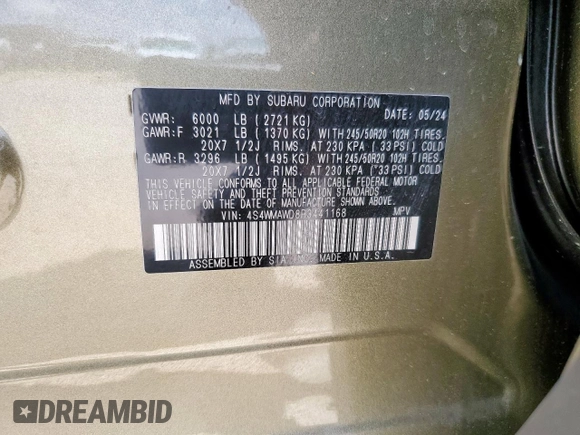 MFD BY SUBARU CORPORATION
GVWR: 6000 LB (2721 KG) DATE: 05/24
GAWR:F 3021 LB (1370 KG) WITH 245/50R20 102H TIRES.
20X7 1/2J RIMS. AT 230 KPA (33 PSI) COLD
GAWR:R 3296 LB (1495 KG) WITH 245/50R20 102H TIRES.
20X7 1/2J RIMS. AT 230 KPA (33 PSI) COLD
THIS VEHICLE CONFORMS TO ALL APPLICABLE FEDERAL MOTOR
VEHICLE SAFETY AND THEFT PREVENTION STANDARDS IN EFFECT
ON THE DATE OF MANUFACTURE SHOWN ABOVE.
VIN: 4S4WMAWD8R3441168 MPV
ASSEMBLED BY SIA, MADE IN U.S.A.
DREAMBID